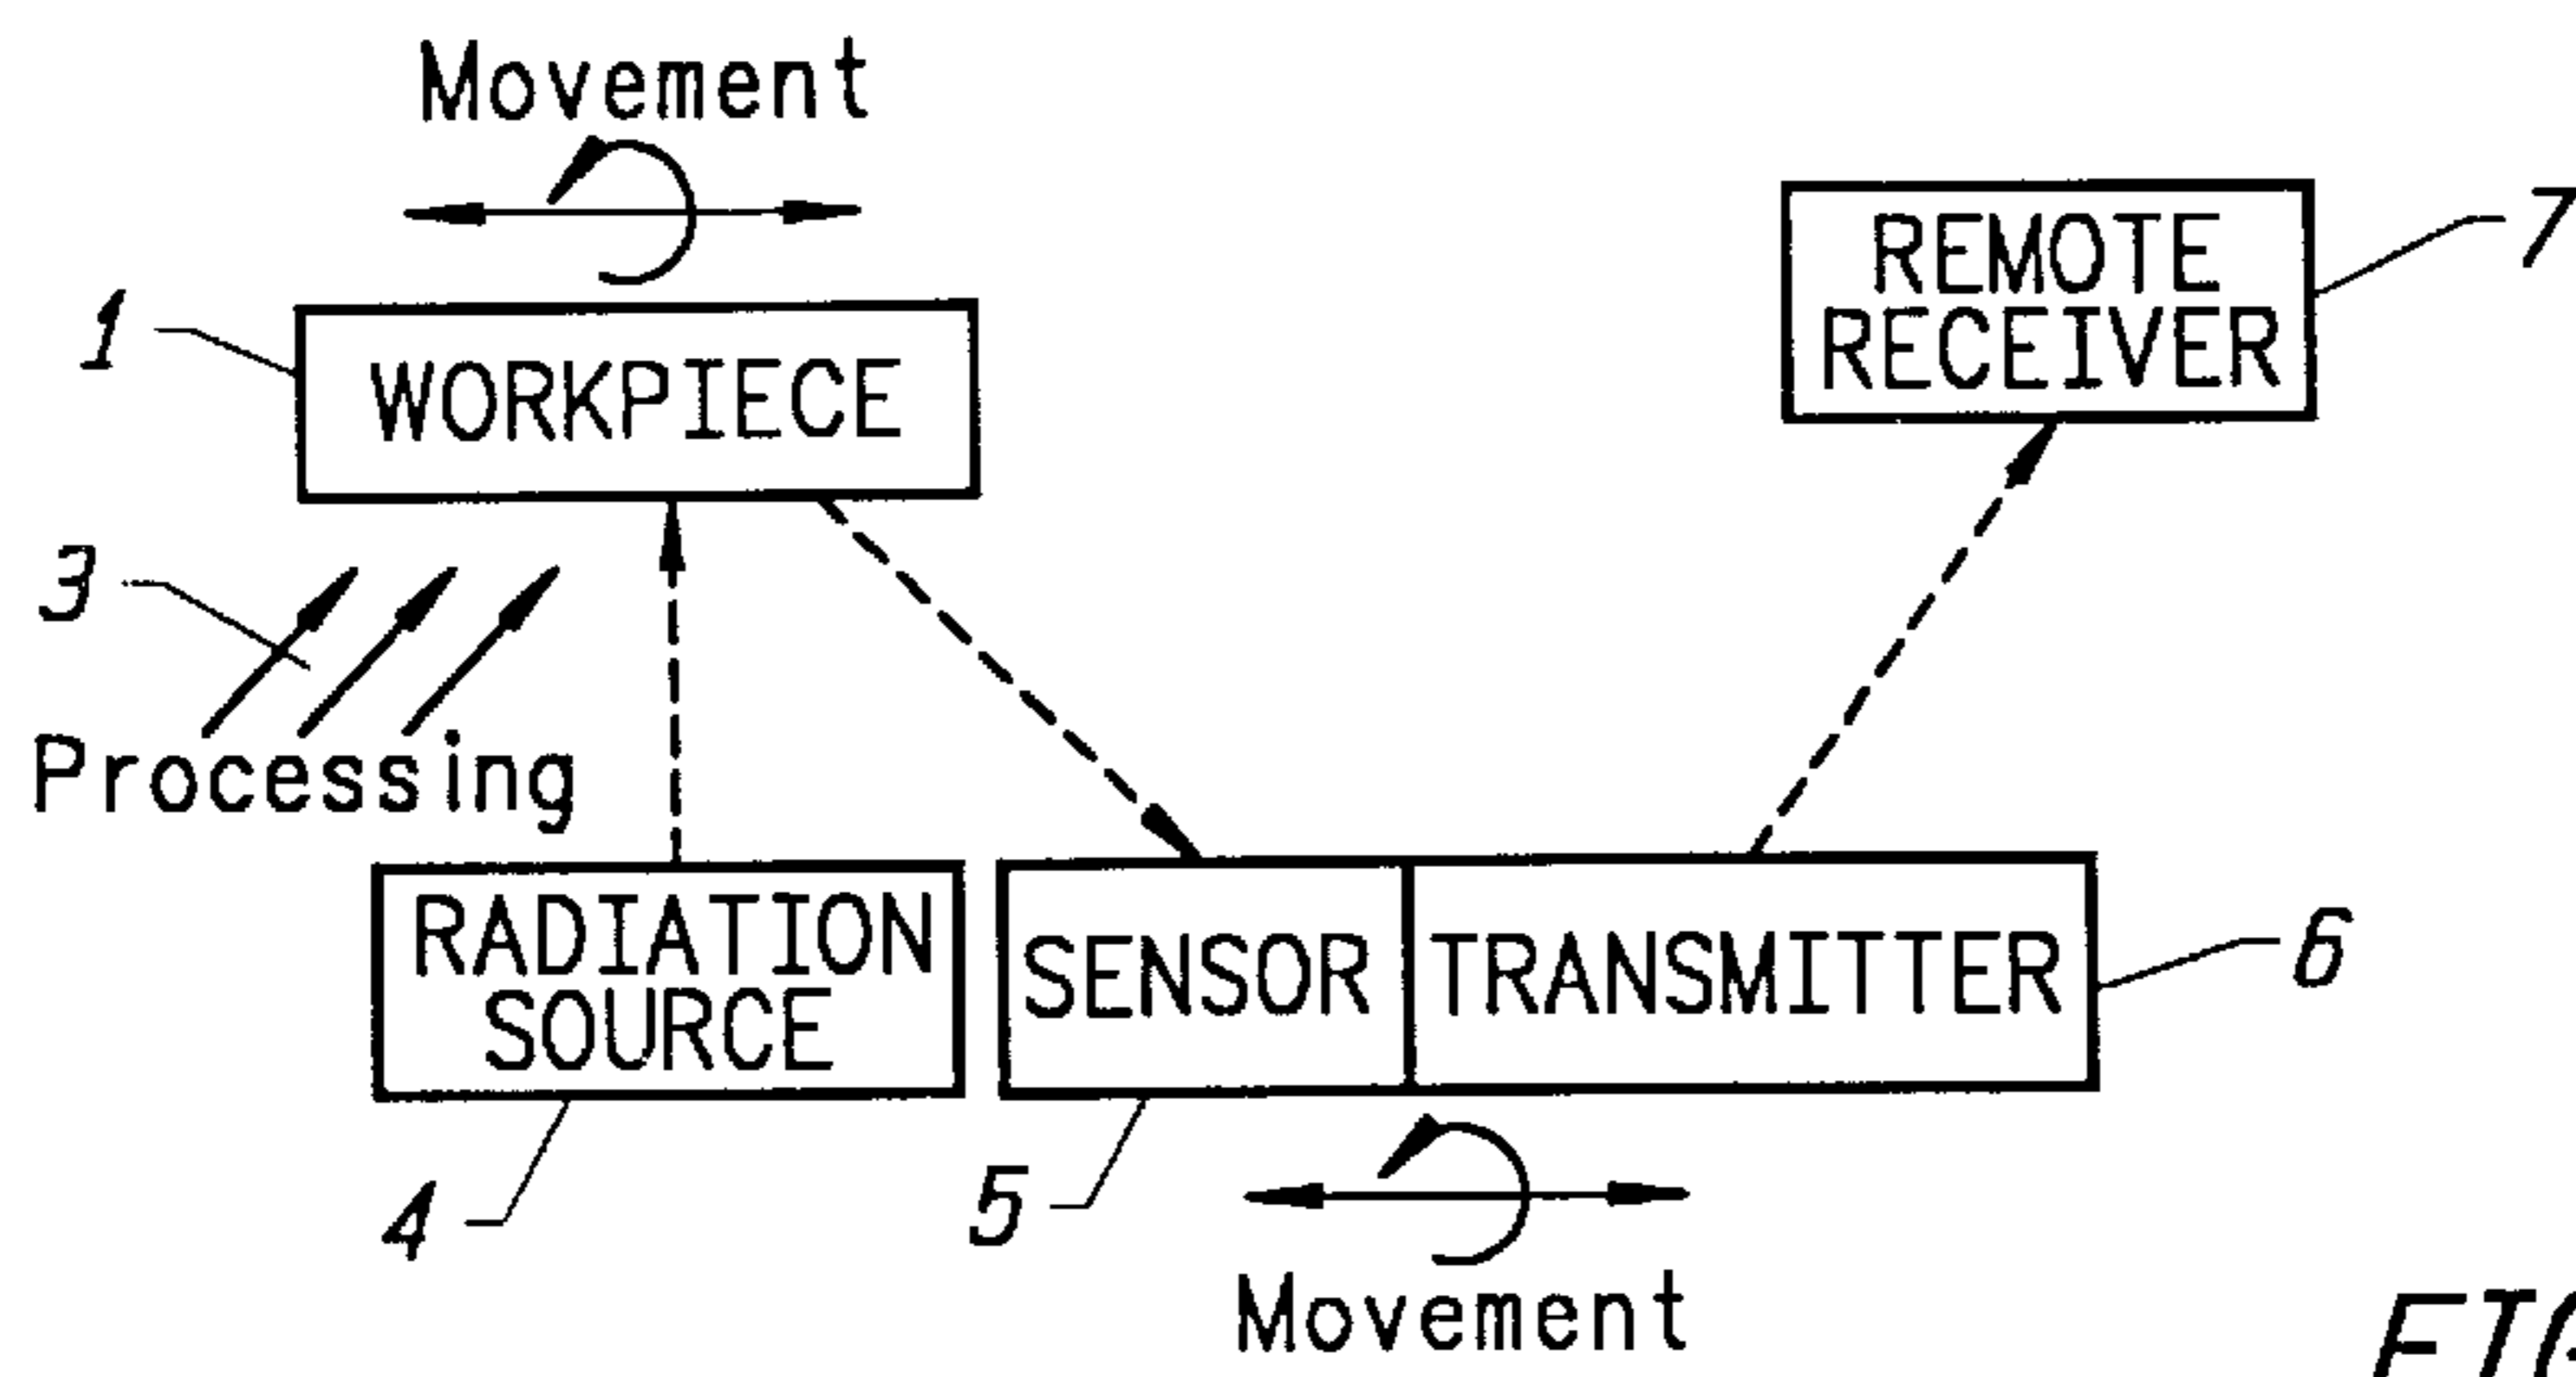 Movement
1
WORKPIECE
REMOTE
RECEIVER
7
3
Processing
RADIATION
SOURCE
SENSOR
TRANSMITTER
6
4
5
Movement